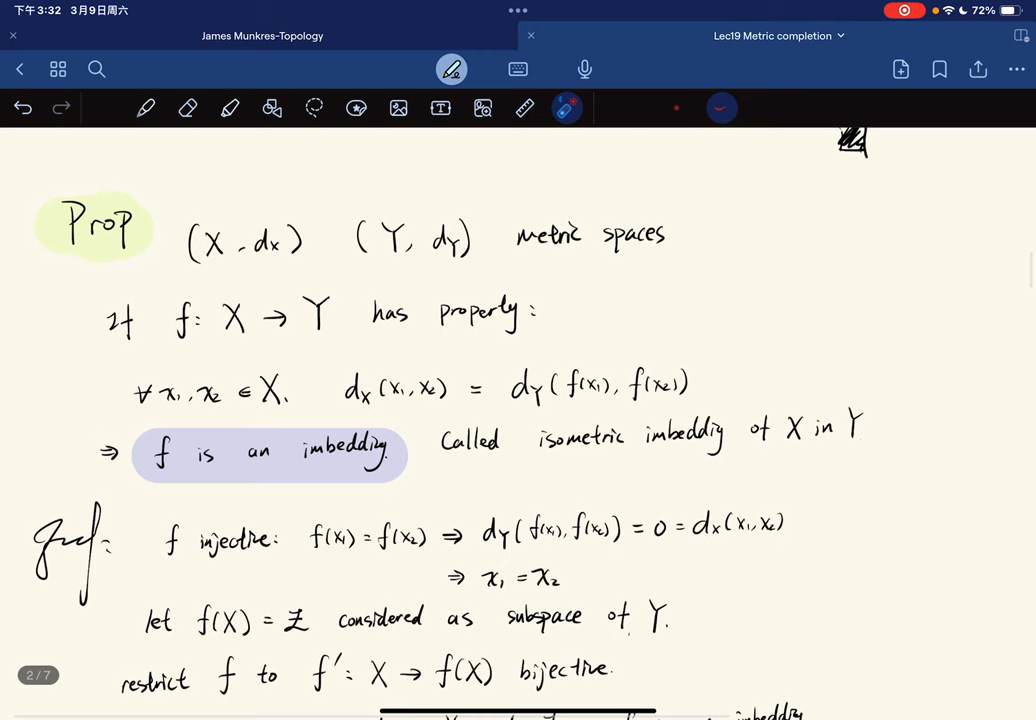 下午3:32 3月9日周六 72%
James Munkres-Topology
Lec19 Metric completion
Prop (X, dx) (Y, dY) metric spaces
If f: X → Y has property:
∀ x1, x2 ∈ X. dX(x1, x2) = dY(f(x1), f(x2))
⇒ f is an imbedding. Called isometric imbeddig of X in Y
prof: f injective: f(x1) = f(x2) ⇒ dY(f(x1), f(x2)) = 0 = dX(x1, x2)
⇒ x1 = x2
let f(X) = Z considered as subspace of Y.
restrict f to f': X → f(X) bijective.
2/7
imbeddig